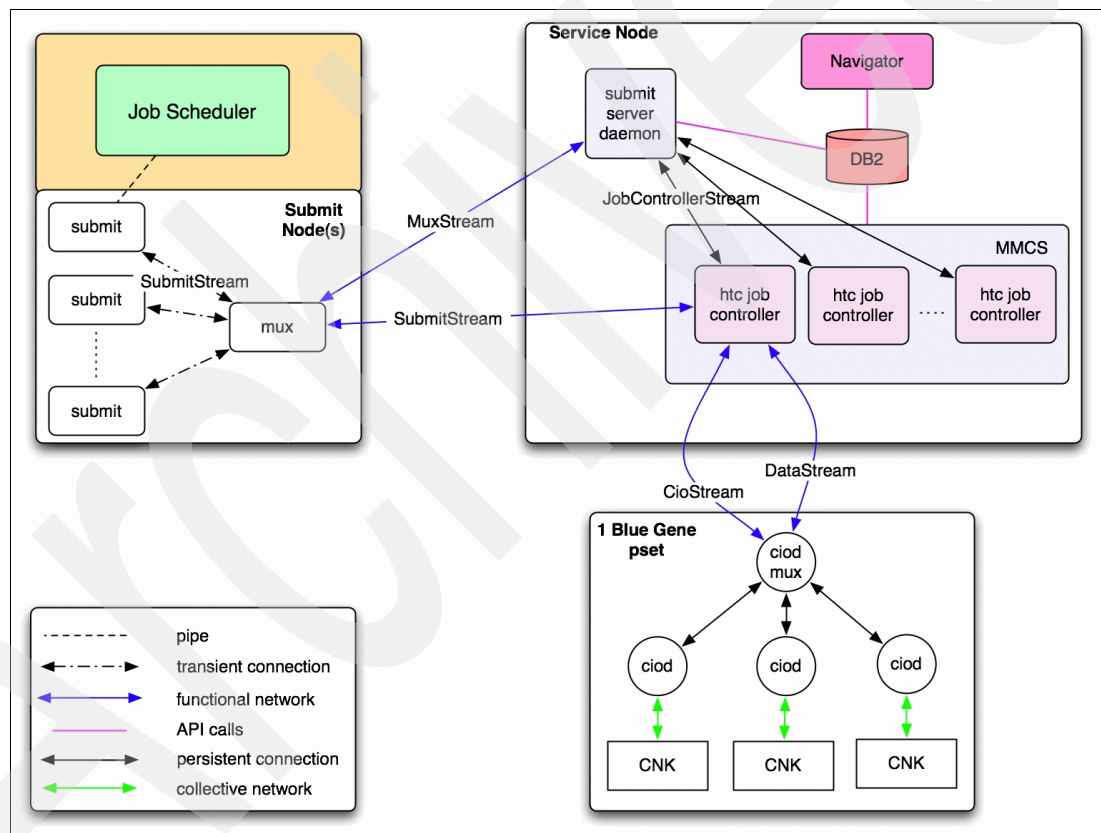 Job Scheduler
Submit
Node(s)
submit
SubmitStream
submit
mux
submit
MuxStream
SubmitStream
Service Node
submit
server
daemon
Navigator
DB2
JobControllerStream
MMCS
htc job
controller
htc job
controller
.....
htc job
controller
CioStream
DataStream
1 Blue Gene
pset
ciod
mux
ciod
ciod
ciod
CNK
CNK
CNK
pipe
transient connection
functional network
API calls
persistent connection
collective network